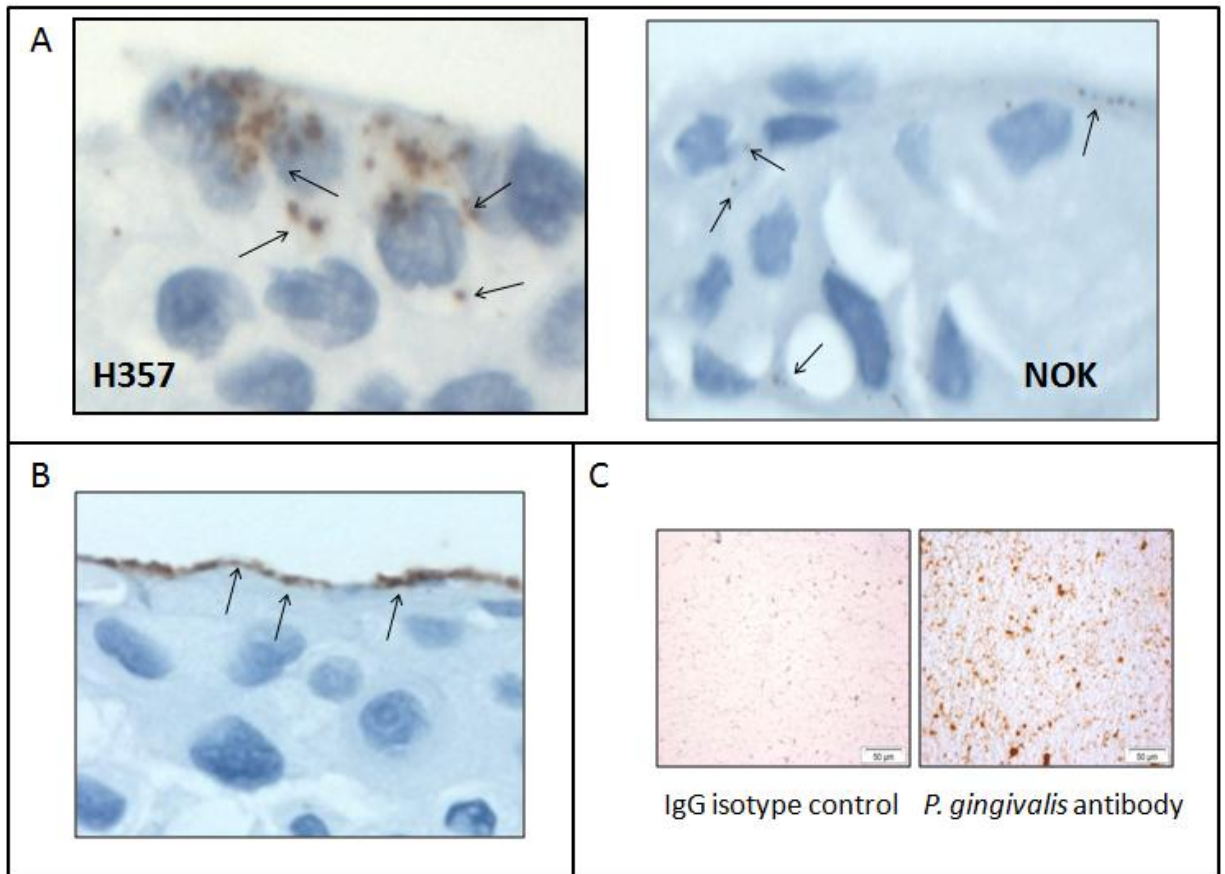 A
H357
NOK
B
C
50 µm
50 µm
IgG isotype control
P. gingivalis antibody